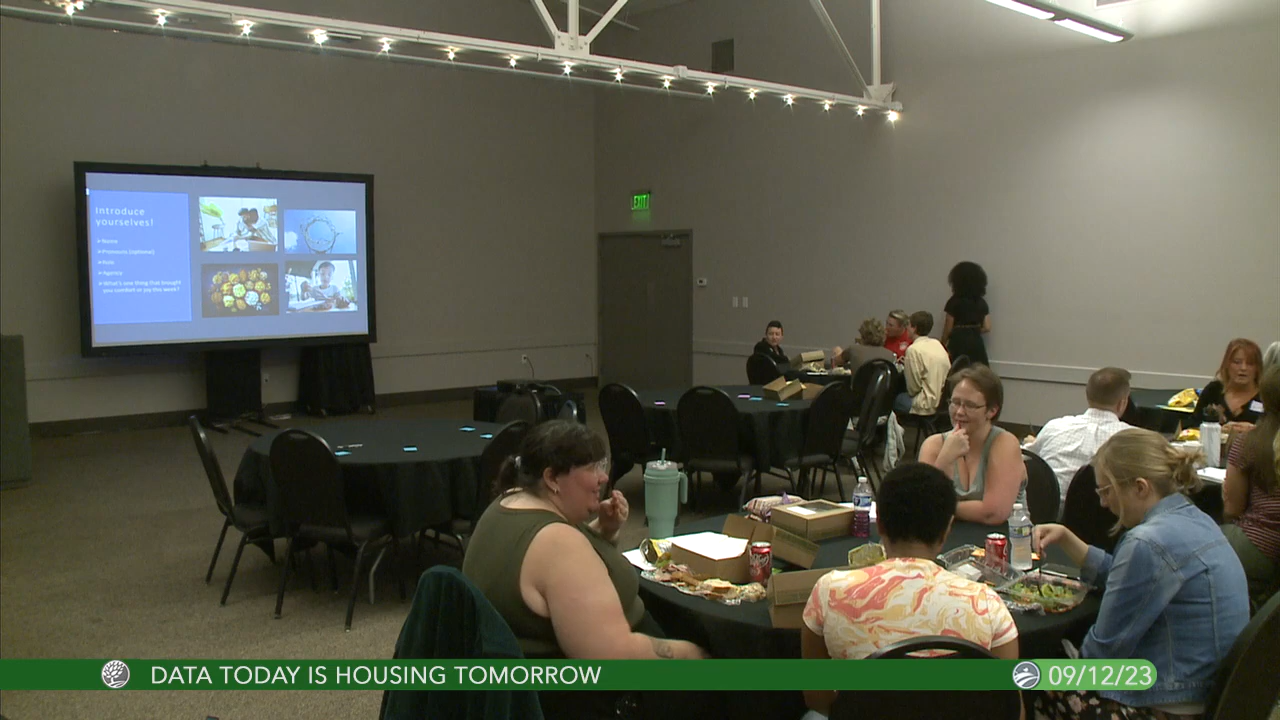 EXIT
Introduce
yourselves!
Name
Pronouns (optional)
Role
Agency
What's one thing that brought
you comfort or joy this week?
DATA TODAY IS HOUSING TOMORROW
09/12/23